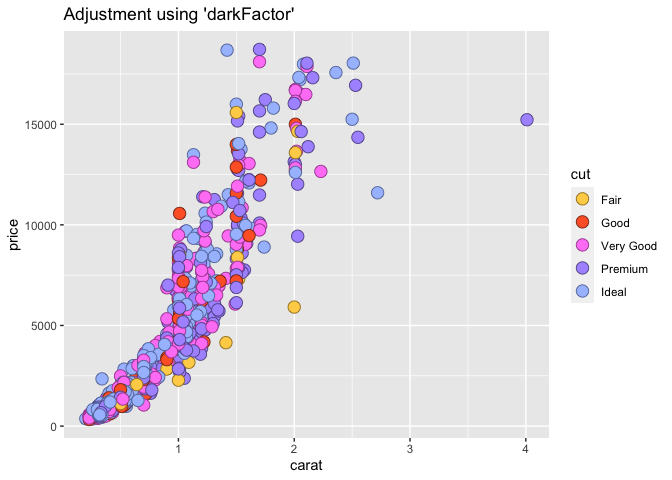 Adjustment using 'darkFactor'
15000
10000
5000
0
price
1
2
3
4
carat
cut
Fair
Good
Very Good
Premium
Ideal